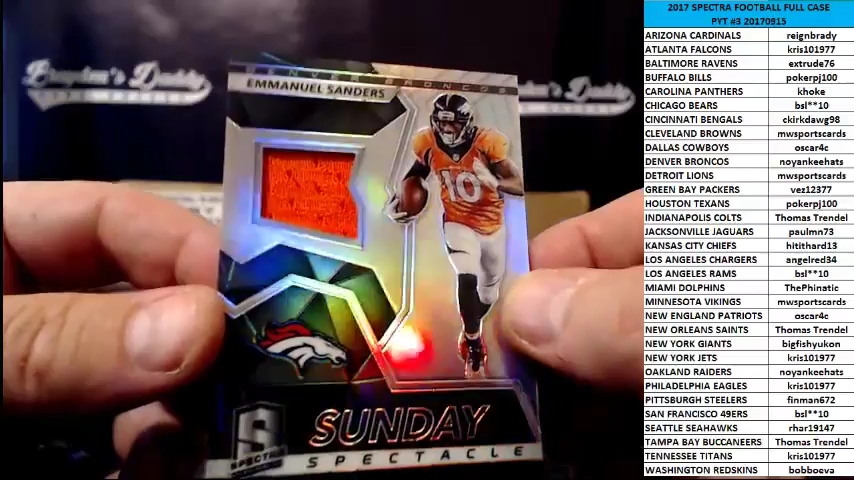 Brayden's Daddy
DENVER BRONCOS
EMMANUEL SANDERS
10
SUNDAY
SPECTACLE
S
SPECTRA
2017 SPECTRA FOOTBALL FULL CASE
PYT #3 20170915
ARIZONA CARDINALS reignbrady
ATLANTA FALCONS kris101977
BALTIMORE RAVENS extrude76
BUFFALO BILLS pokerpj100
CAROLINA PANTHERS khoke
CHICAGO BEARS bsl**10
CINCINNATI BENGALS ckirkdawg98
CLEVELAND BROWNS mwsportscards
DALLAS COWBOYS oscar4c
DENVER BRONCOS noyankeehats
DETROIT LIONS mwsportscards
GREEN BAY PACKERS vez12377
HOUSTON TEXANS pokerpj100
INDIANAPOLIS COLTS Thomas Trendel
JACKSONVILLE JAGUARS paulmn73
KANSAS CITY CHIEFS hitithard13
LOS ANGELES CHARGERS angelred34
LOS ANGELES RAMS bsl**10
MIAMI DOLPHINS ThePhinatic
MINNESOTA VIKINGS mwsportscards
NEW ENGLAND PATRIOTS oscar4c
NEW ORLEANS SAINTS Thomas Trendel
NEW YORK GIANTS bigfishyukon
NEW YORK JETS kris101977
OAKLAND RAIDERS noyankeehats
PHILADELPHIA EAGLES kris101977
PITTSBURGH STEELERS finman672
SAN FRANCISCO 49ERS bsl**10
SEATTLE SEAHAWKS rhar19147
TAMPA BAY BUCCANEERS Thomas Trendel
TENNESSEE TITANS kris101977
WASHINGTON REDSKINS bobboeva